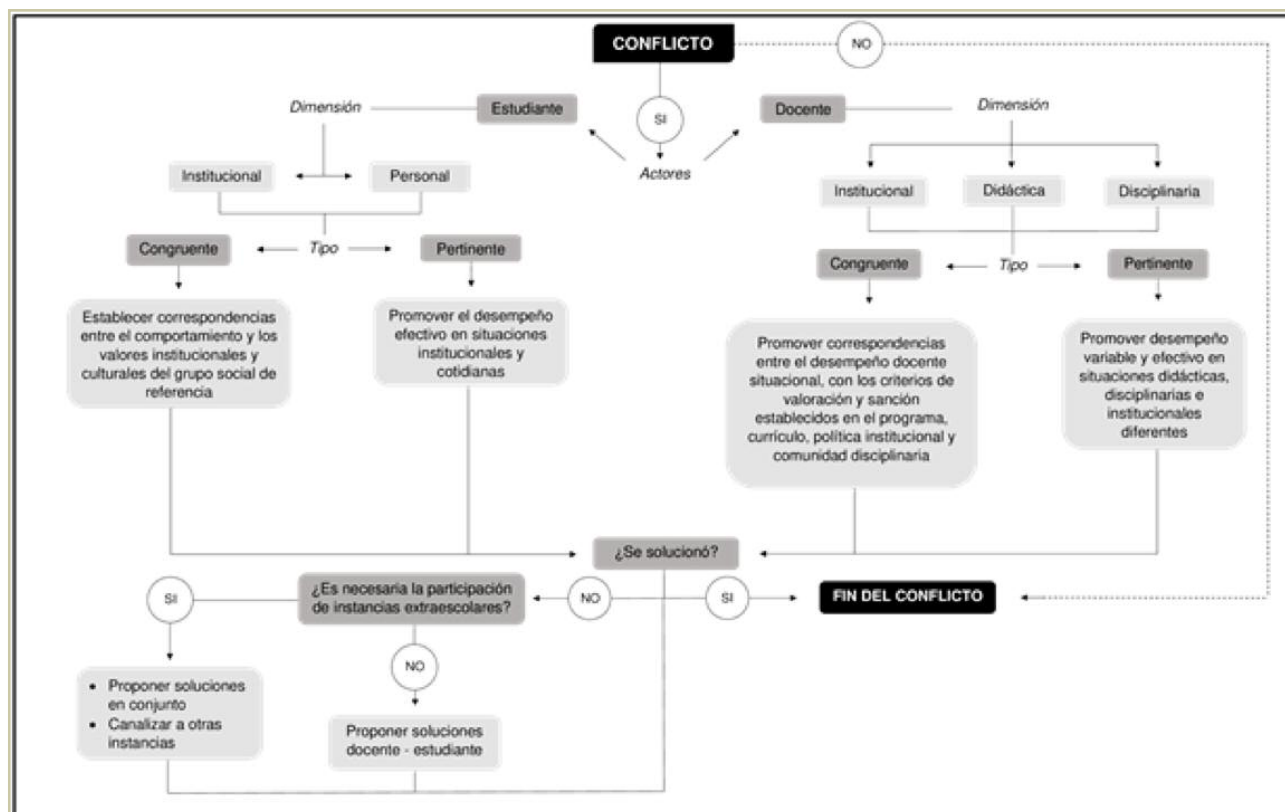 CONFLICTO
NO
SI
Dimensión
Estudiante
Docente
Dimensión
Actores
Institucional
Personal
Institucional
Didáctica
Disciplinaria
Congruente
Tipo
Pertinente
Congruente
Tipo
Pertinente
Establecer correspondencias
entre el comportamiento y los
valores institucionales y
culturales del grupo social de
referencia
Promover el desempeño
efectivo en situaciones
institucionales y
cotidianas
Promover correspondencias
entre el desempeño docente
situacional, con los criterios de
valoración y sanción
establecidos en el programa,
currículo, política institucional y
comunidad disciplinaria
Promover desempeño
variable y efectivo en
situaciones didácticas,
disciplinarias e
institucionales
diferentes
¿Se solucionó?
SI
¿Es necesaria la participación
de instancias extraescolares?
NO
SI
FIN DEL CONFLICTO
NO
• Proponer soluciones
en conjunto
• Canalizar a otras
instancias
Proponer soluciones
docente - estudiante